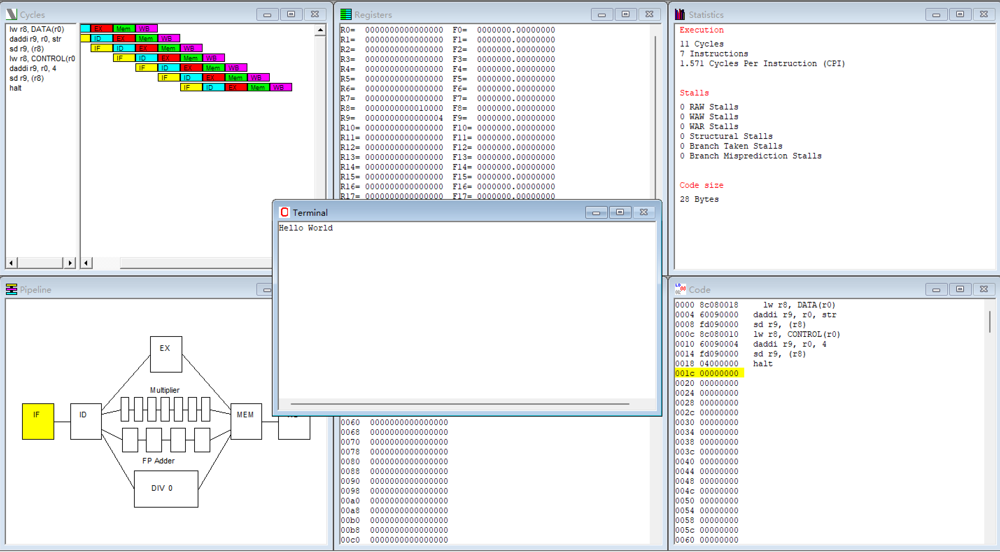 Cycles
lw r8, DATA(r0)
daddi r9, r0, str
sd r9, (r8)
lw r8, CONTROL(r0
daddi r9, r0, 4
sd r9, (r8)
halt
EX Mem WB
ID EX Mem WB
IF ID EX Mem WB
IF ID EX Mem WB
IF ID EX Mem WB
IF ID EX Mem WB
IF ID EX Mem WB
Registers
R0= 0000000000000000 F0= 0000000.00000000
R1= 0000000000000000 F1= 0000000.00000000
R2= 0000000000000000 F2= 0000000.00000000
R3= 0000000000000000 F3= 0000000.00000000
R4= 0000000000000000 F4= 0000000.00000000
R5= 0000000000000000 F5= 0000000.00000000
R6= 0000000000000000 F6= 0000000.00000000
R7= 0000000000000000 F7= 0000000.00000000
R8= 0000000000010000 F8= 0000000.00000000
R9= 0000000000000004 F9= 0000000.00000000
R10= 0000000000000000 F10= 0000000.00000000
R11= 0000000000000000 F11= 0000000.00000000
R12= 0000000000000000 F12= 0000000.00000000
R13= 0000000000000000 F13= 0000000.00000000
R14= 0000000000000000 F14= 0000000.00000000
R15= 0000000000000000 F15= 0000000.00000000
R16= 0000000000000000 F16= 0000000.00000000
R17= 0000000000000000 F17= 0000000.00000000
Statistics
Execution
11 Cycles
7 Instructions
1.571 Cycles Per Instruction (CPI)
Stalls
0 RAW Stalls
0 WAW Stalls
0 WAR Stalls
0 Structural Stalls
0 Branch Taken Stalls
0 Branch Misprediction Stalls
Code size
28 Bytes
Terminal
Hello World
Pipeline
EX
Multiplier
IF
ID
MEM
FP Adder
DIV 0
0060 0000000000000000
0068 0000000000000000
0070 0000000000000000
0078 0000000000000000
0080 0000000000000000
0088 0000000000000000
0090 0000000000000000
0098 0000000000000000
00a0 0000000000000000
00a8 0000000000000000
00b0 0000000000000000
00b8 0000000000000000
00c0 0000000000000000
Code
0000 8c080018 lw r8, DATA(r0)
0004 60090000 daddi r9, r0, str
0008 fd090000 sd r9, (r8)
000c 8c080010 lw r8, CONTROL(r0)
0010 60090004 daddi r9, r0, 4
0014 fd090000 sd r9, (r8)
0018 04000000 halt
001c 00000000
0020 00000000
0024 00000000
0028 00000000
002c 00000000
0030 00000000
0034 00000000
0038 00000000
003c 00000000
0040 00000000
0044 00000000
0048 00000000
004c 00000000
0050 00000000
0054 00000000
0058 00000000
005c 00000000
0060 00000000